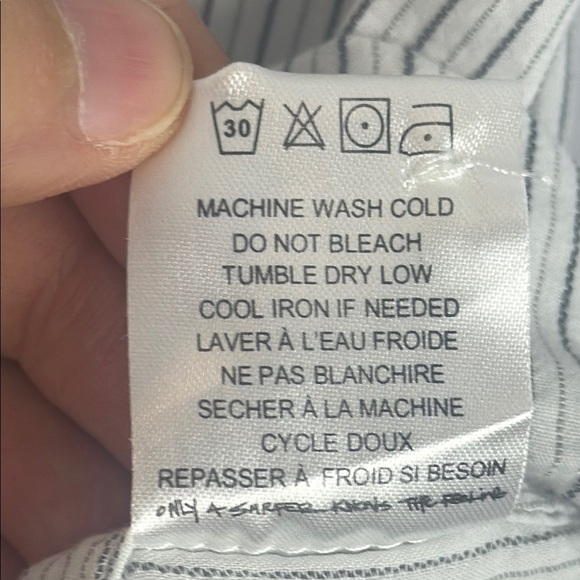 30
MACHINE WASH COLD
DO NOT BLEACH
TUMBLE DRY LOW
COOL IRON IF NEEDED
LAVER À L'EAU FROIDE
NE PAS BLANCHIRE
SECHER À LA MACHINE
CYCLE DOUX
REPASSER À FROID SI BESOIN
ONLY A SURFER KNOWS THE FEELING